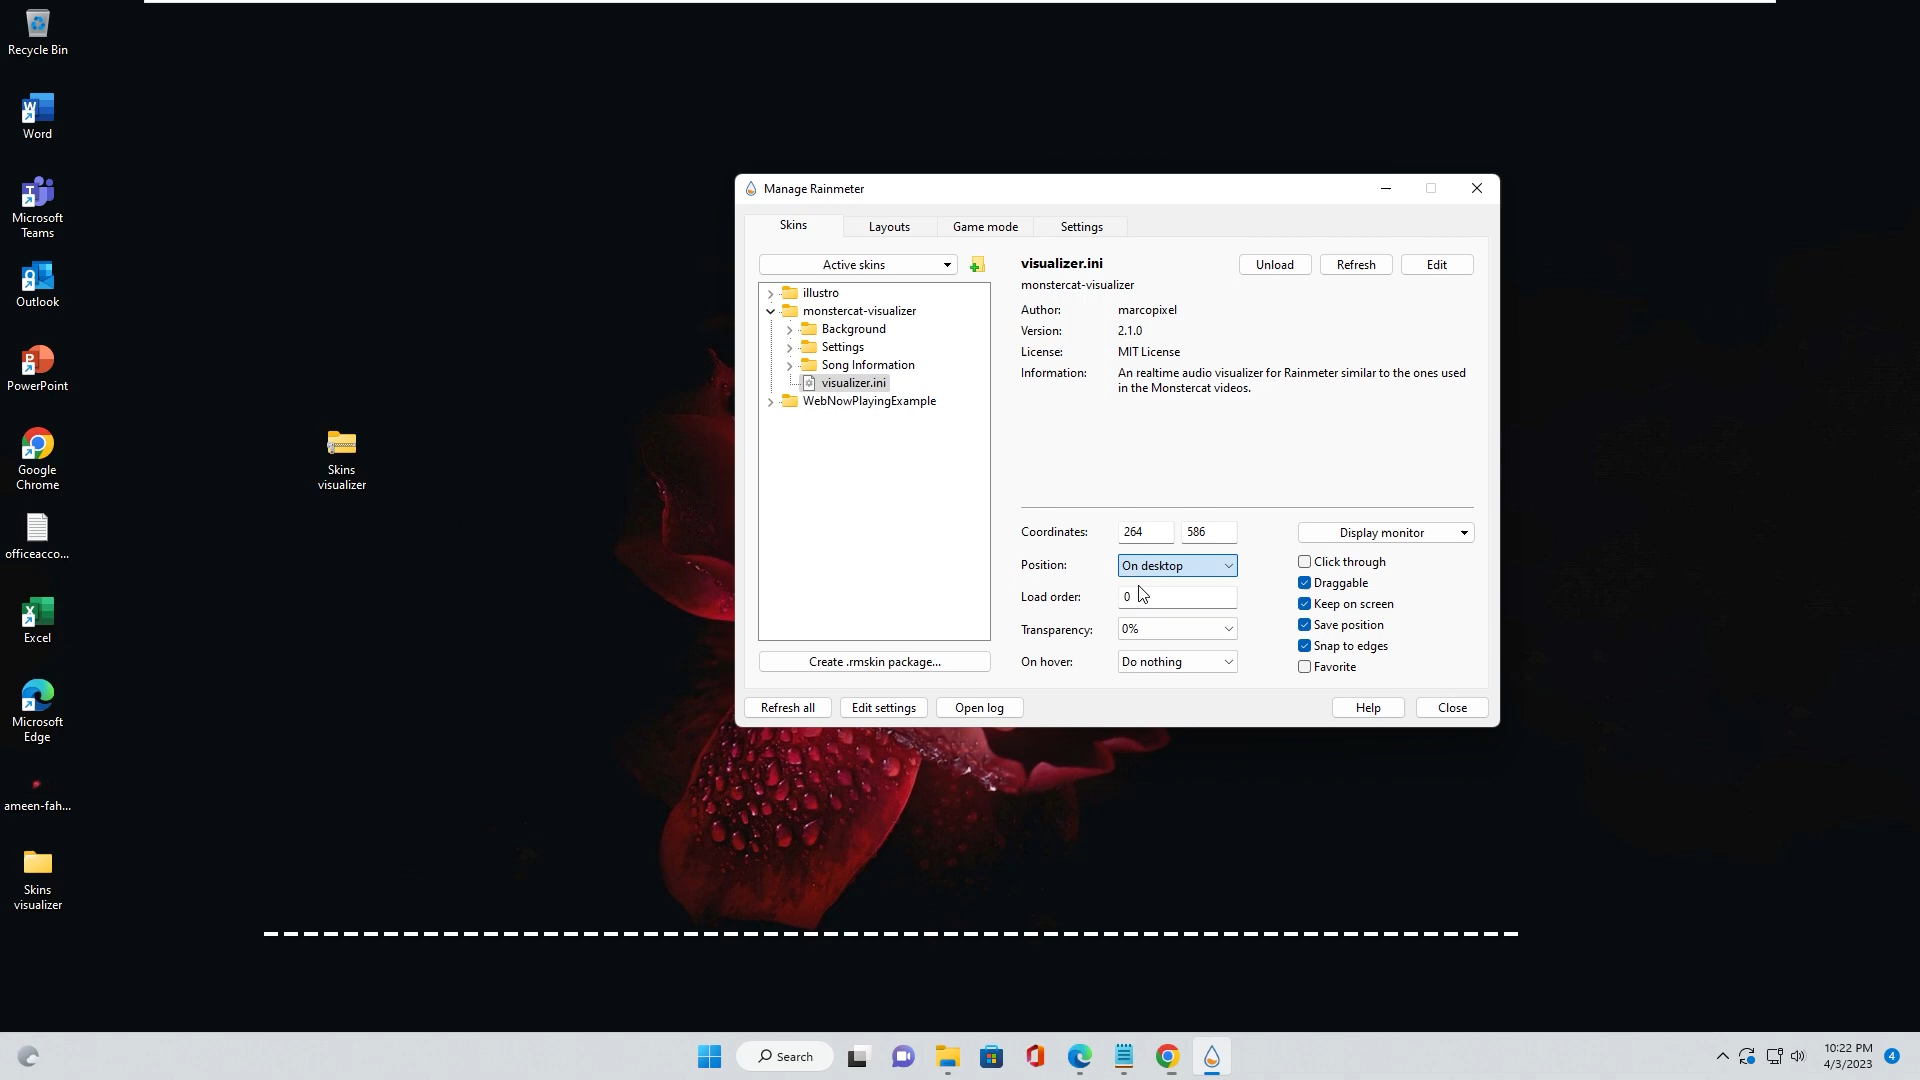 Recycle Bin
Word
Microsoft
Teams
Outlook
PowerPoint
Google
Chrome
officeacco...
Excel
Microsoft
Edge
ameen-fah...
Skins
visualizer
Skins
visualizer
Manage Rainmeter
Skins
Layouts
Game mode
Settings
Active skins
illustro
monstercat-visualizer
Background
Settings
Song Information
visualizer.ini
WebNowPlayingExample
Create .rmskin package...
visualizer.ini
Unload
Refresh
Edit
monstercat-visualizer
Author: marcopixel
Version: 2.1.0
License: MIT License
Information: An realtime audio visualizer for Rainmeter similar to the ones used
in the Monstercat videos.
Coordinates: 264 586
Display monitor
Position: On desktop
Click through
Draggable
Load order: 0
Keep on screen
Transparency: 0%
Save position
Snap to edges
On hover: Do nothing
Favorite
Refresh all
Edit settings
Open log
Help
Close
Search
10:22 PM
4/3/2023
4